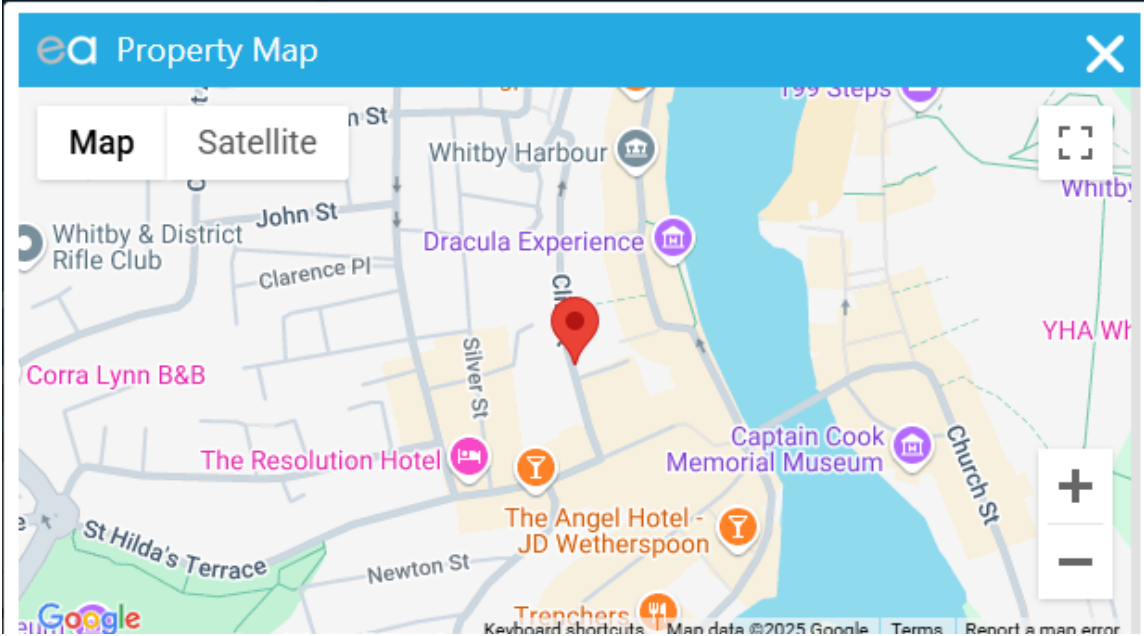 ea Property Map
Map
Satellite
n St
199 Steps
Whitby Harbour
Whitby
John St
Whitby & District
Rifle Club
Dracula Experience
Clarence Pl
YHA Wh
Corra Lynn B&B
Silver St
The Resolution Hotel
Captain Cook
Memorial Museum
Church St
The Angel Hotel -
JD Wetherspoon
St Hilda's Terrace
Newton St
Trenchers
Google
Keyboard shortcuts
Map data ©2025 Google
Terms
Report a map error